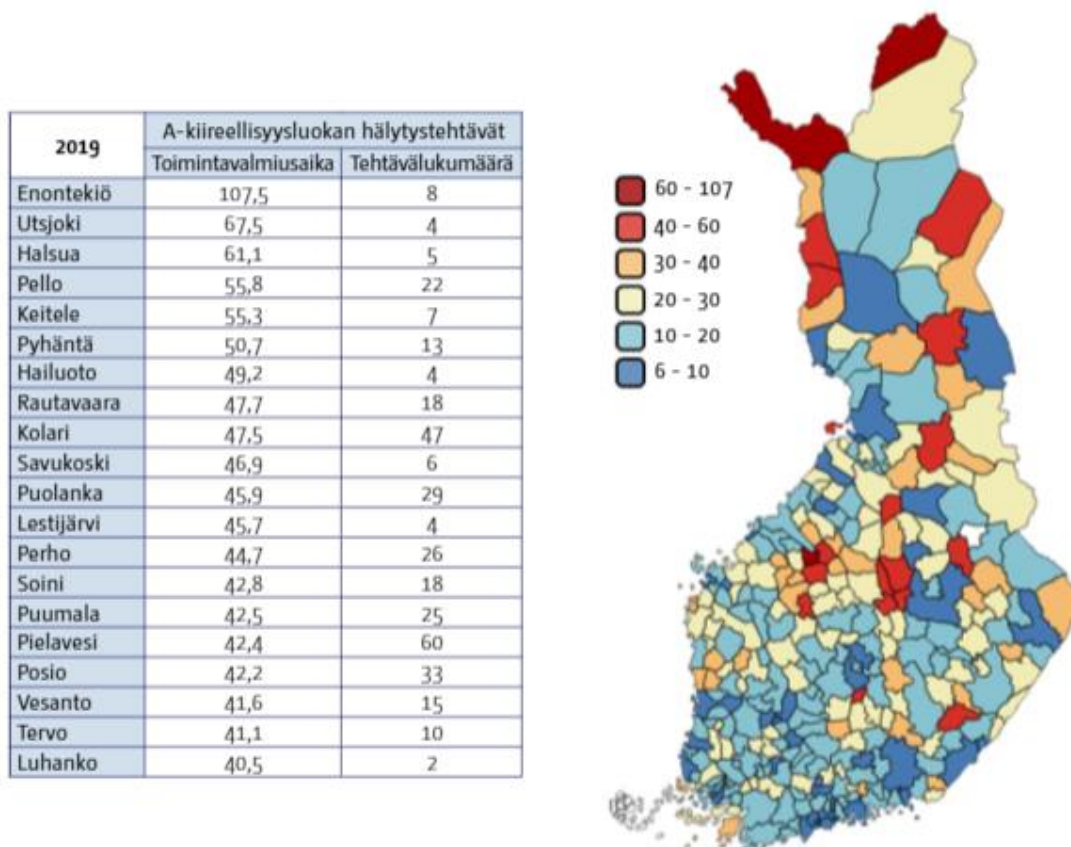 2019 A-kiireellisyysluokan hälytystehtävät
Toimintavalmiusaika Tehtävälukumäärä
Enontekiö 107,5 8
Utsjoki 67,5 4
Halsua 61,1 5
Pello 55,8 22
Keitele 55,3 7
Pyhäntä 50,7 13
Hailuoto 49,2 4
Rautavaara 47,7 18
Kolari 47,5 47
Savukoski 46,9 6
Puolanka 45,9 29
Lestijärvi 45,7 4
Perho 44,7 26
Soini 42,8 18
Puumala 42,5 25
Pielavesi 42,4 60
Posio 42,2 33
Vesanto 41,6 15
Tervo 41,1 10
Luhanko 40,5 2
60 - 107
40 - 60
30 - 40
20 - 30
10 - 20
6 - 10